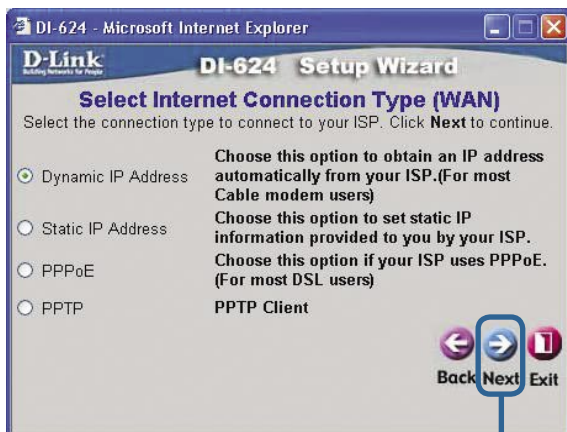 DI-624 - Microsoft Internet Explorer
D-Link
Building Networks for People
DI-624 Setup Wizard
Select Internet Connection Type (WAN)
Select the connection type to connect to your ISP. Click Next to continue.
Dynamic IP Address
Choose this option to obtain an IP address
automatically from your ISP.(For most
Cable modem users)
Static IP Address
Choose this option to set static IP
information provided to you by your ISP.
PPPoE
Choose this option if your ISP uses PPPoE.
(For most DSL users)
PPTP
PPTP Client
Back Next Exit